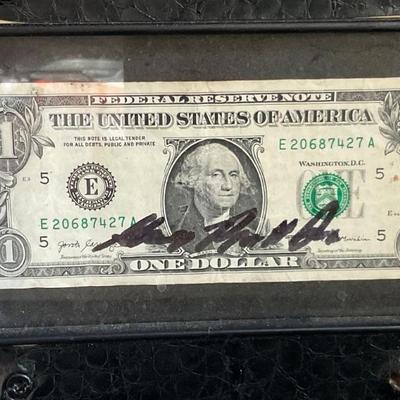 FEDERAL RESERVE NOTE
THE UNITED STATES OF AMERICA
THIS NOTE IS LEGAL TENDER
FOR ALL DEBTS, PUBLIC AND PRIVATE
E 20687427 A
WASHINGTON, D.C.
5
5
E
ONE
E 20687427 A
5
5
1
ONE DOLLAR